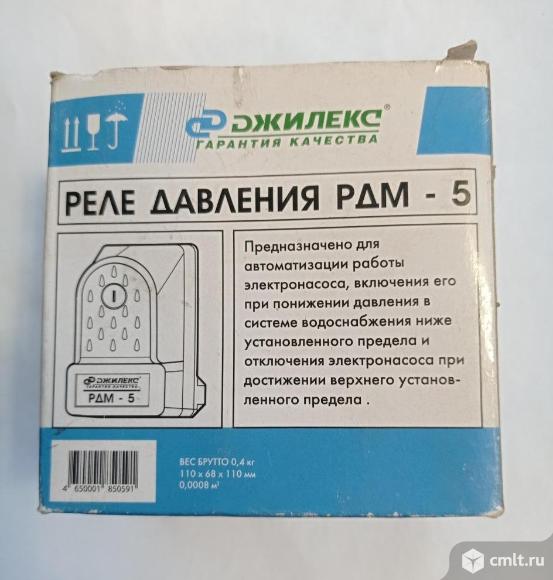 ДЖИЛЕКС®
ГАРАНТИЯ КАЧЕСТВА
РЕЛЕ ДАВЛЕНИЯ РДМ - 5
Предназначено для
автоматизации работы
электронасоса, включения его
при понижении давления в
системе водоснабжения ниже
установленного предела и
отключения электронасоса при
достижении верхнего установ-
ленного предела .
ДЖИЛЕКС
ГАРАНТИЯ КАЧЕСТВА
РДМ - 5
ВЕС БРУТТО 0,4 кг
110 х 68 х 110 мм
0,0008 м³
4 650001 850591
cmlt.ru